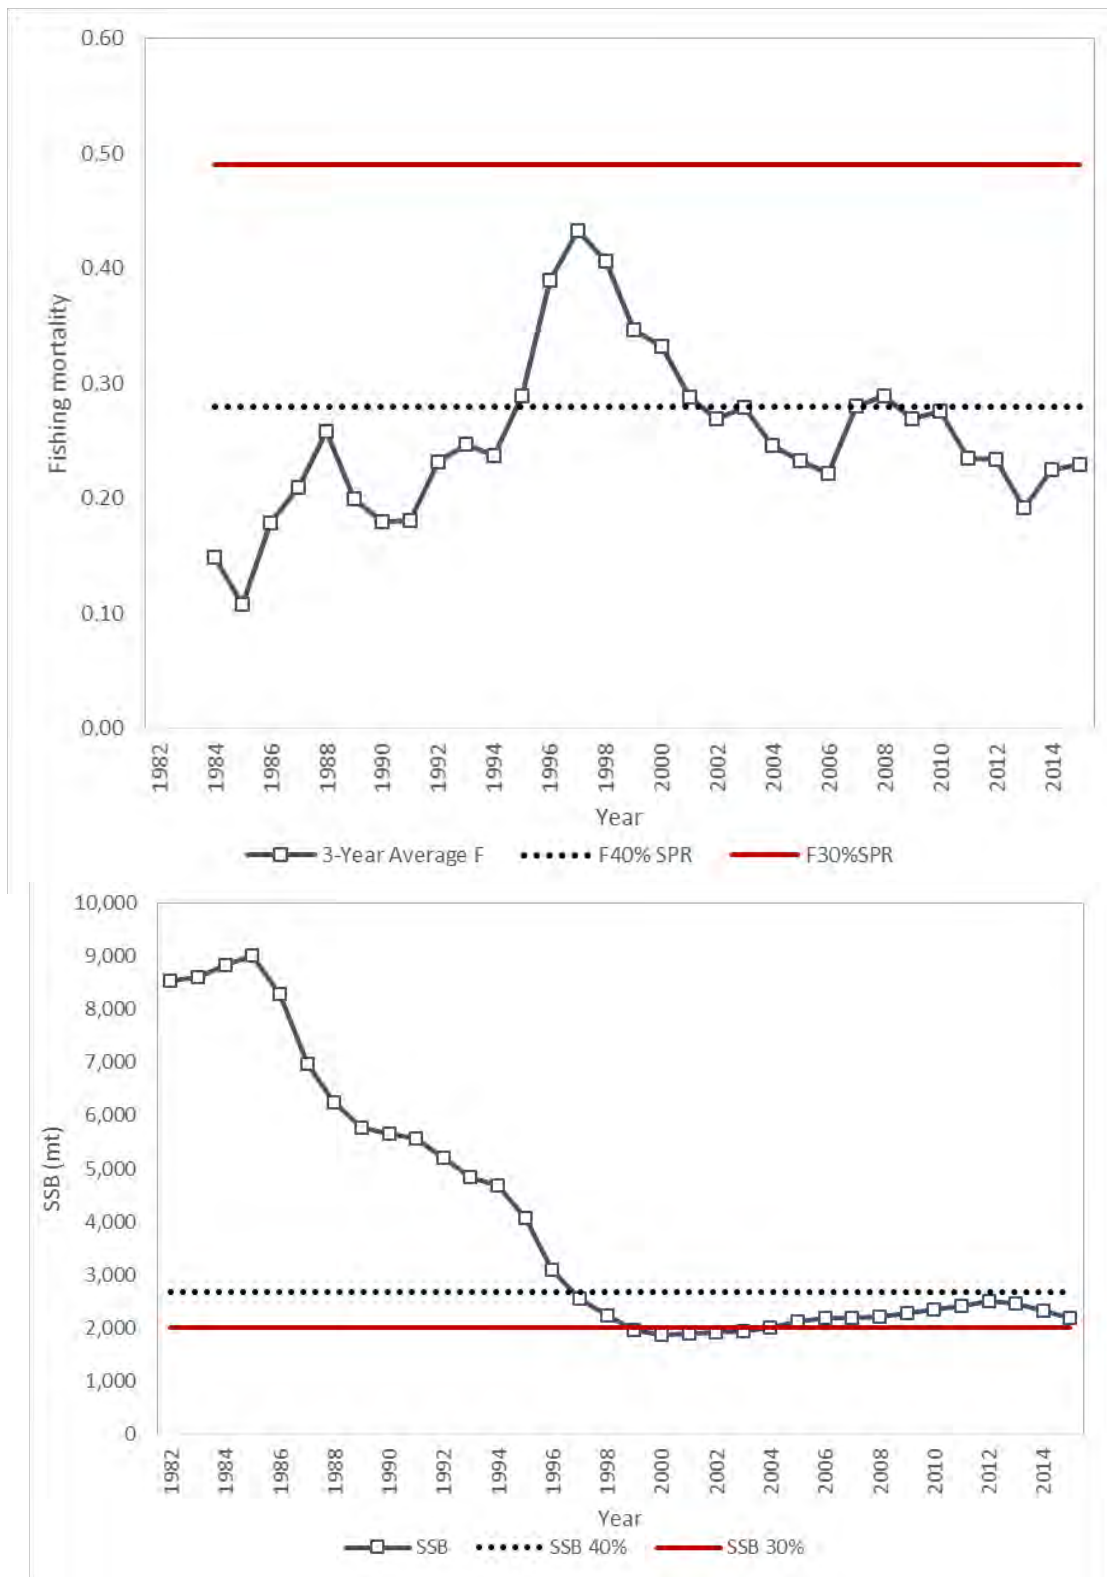 0.60
0.50
0.40
0.30
0.20
0.10
0.00
Fishing mortality
1982 1984 1986 1988 1990 1992 1994 1996 1998 2000 2002 2004 2006 2008 2010 2012 2014
Year
3-Year Average F F40% SPR F30%SPR
10,000
9,000
8,000
7,000
6,000
5,000
4,000
3,000
2,000
1,000
0
SSB (mt)
1982 1984 1986 1988 1990 1992 1994 1996 1998 2000 2002 2004 2006 2008 2010 2012 2014
Year
SSB SSB 40% SSB 30%